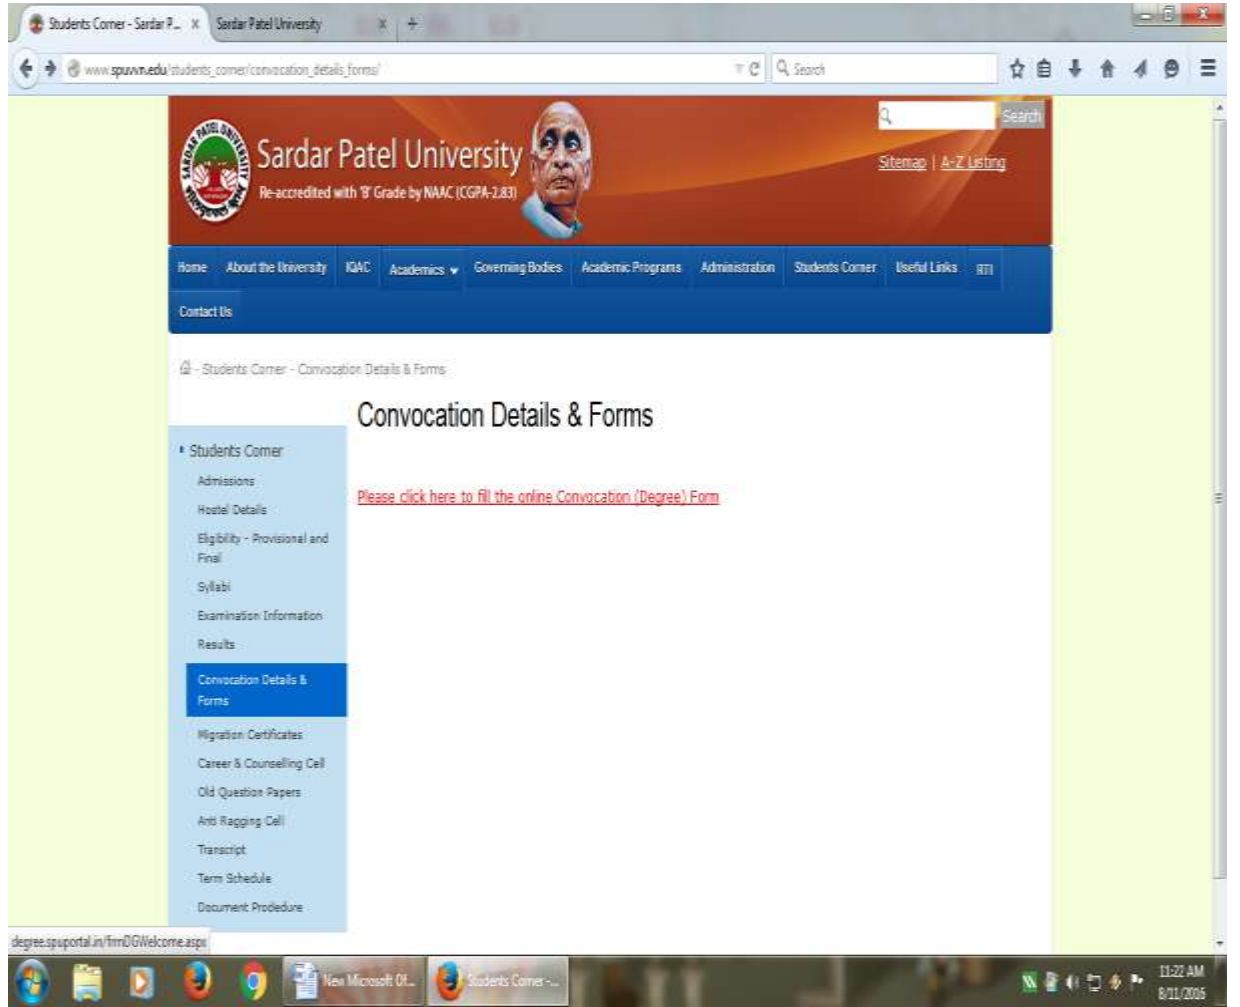 Students Corner - Sardar P... x
Sardar Patel University x +
www.spuvvn.edu/students_corner/convocation_details_forms/
Search
Search
Sardar Patel University
Re-accredited with 'B' Grade by NAAC (CGPA-2.83)
Sitemap | A-Z Listing
Home About the University IQAC Academics Governing Bodies Academic Programs Administration Students Corner Useful Links RTI
Contact Us
- Students Corner - Convocation Details & Forms
Convocation Details & Forms
Students Corner
Admissions
Hostel Details
Eligibility - Provisional and
Final
Syllabi
Examination Information
Results
Convocation Details &
Forms
Migration Certificates
Career & Counselling Cell
Old Question Papers
Anti Ragging Cell
Transcript
Term Schedule
Document Prodedure
Please click here to fill the online Convocation (Degree) Form
degree.spuportal.in/frmDGWelcome.aspx
New Microsoft Of...
Students Corner -...
11:22 AM
8/11/2016